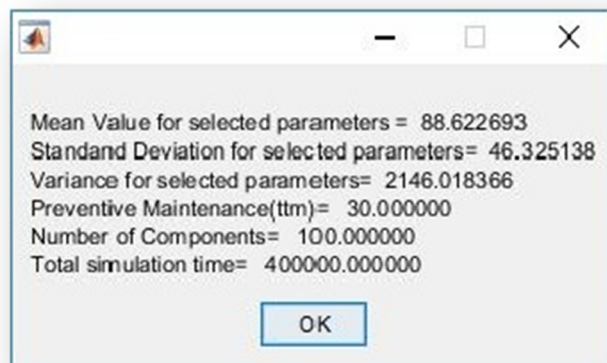 Mean Value for selected parameters = 88.622693
Standand Deviation for selected parameters= 46.325138
Variance for selected parameters= 2146.018366
Preventive Maintenance(ttm)= 30.000000
Number of Components= 100.000000
Total simulation time= 400000.000000
OK